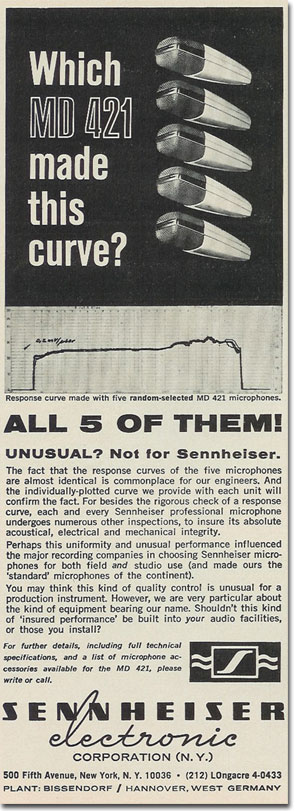 Which
MD 421
made
this
curve?
Response curve made with five random-selected MD 421 microphones.
ALL 5 OF THEM!
UNUSUAL? Not for Sennheiser.
The fact that the response curves of the five microphones
are almost identical is commonplace for our engineers. And
the individually-plotted curve we provide with each unit will
confirm the fact. For besides the rigorous check of a response
curve, each and every Sennheiser professional microphone
undergoes numerous other inspections, to insure its absolute
acoustical, electrical and mechanical integrity.
Perhaps this uniformity and unusual performance influenced
the major recording companies in choosing Sennheiser micro-
phones for both field and studio use (and made ours the
'standard' microphones of the continent).
You may think this kind of quality control is unusual for a
production instrument. However, we are very particular about
the kind of equipment bearing our name. Shouldn't this kind
of 'insured performance' be built into your audio facilities,
or those you install?
For further details, including full technical
specifications, and a list of microphone ac-
cessories available for the MD 421, please
write or call.
SENNHEISER
electronic
CORPORATION (N.Y.)
500 Fifth Avenue, New York, N. Y. 10036 • (212) LOngacre 4-0433
PLANT: BISSENDORF / HANNOVER, WEST GERMANY